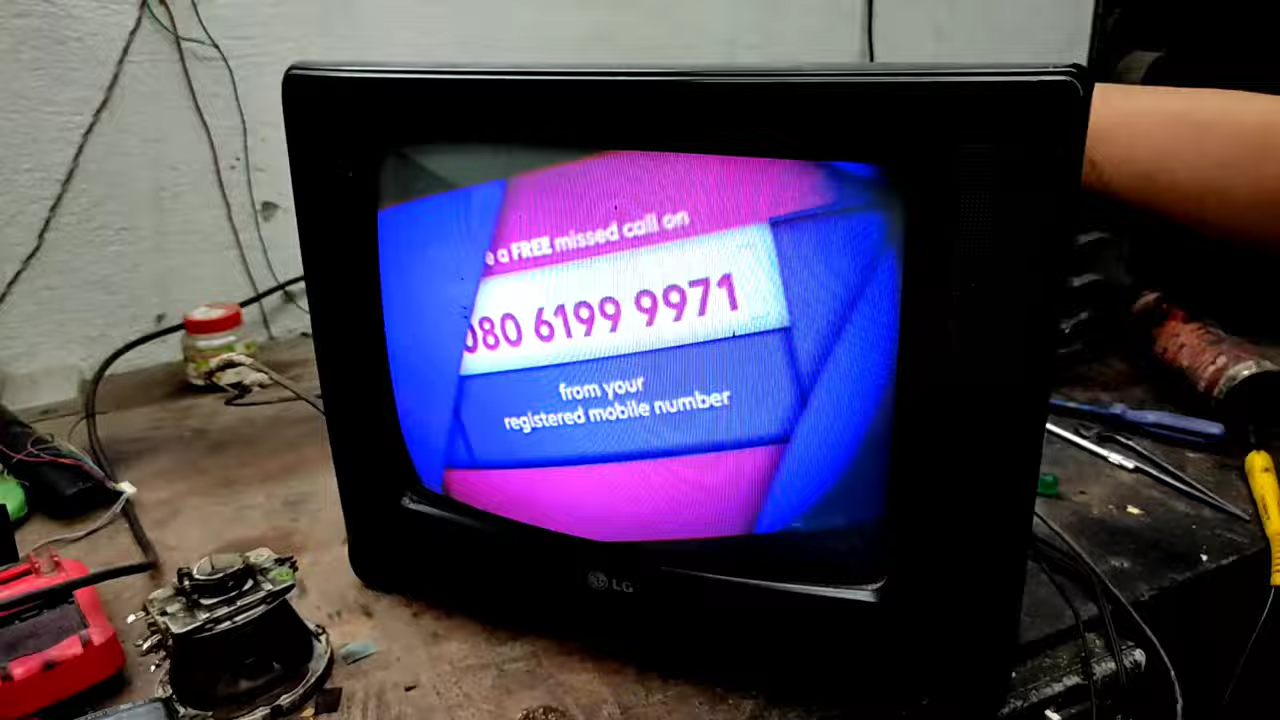 a FREE missed call on
080 6199 9971
from your
registered mobile number
LG